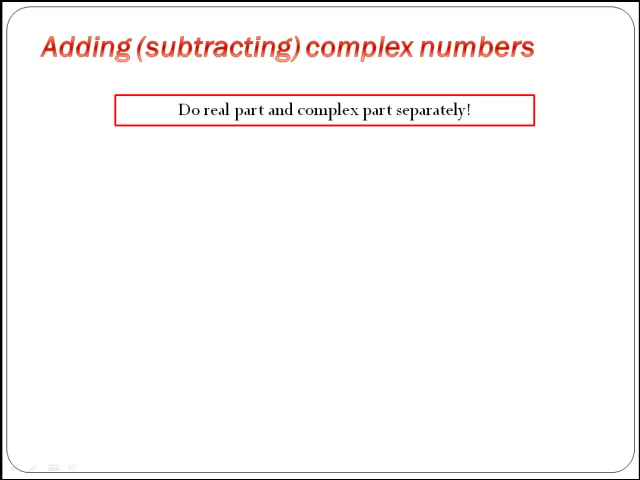 Adding (subtracting) complex numbers
Do real part and complex part separately!